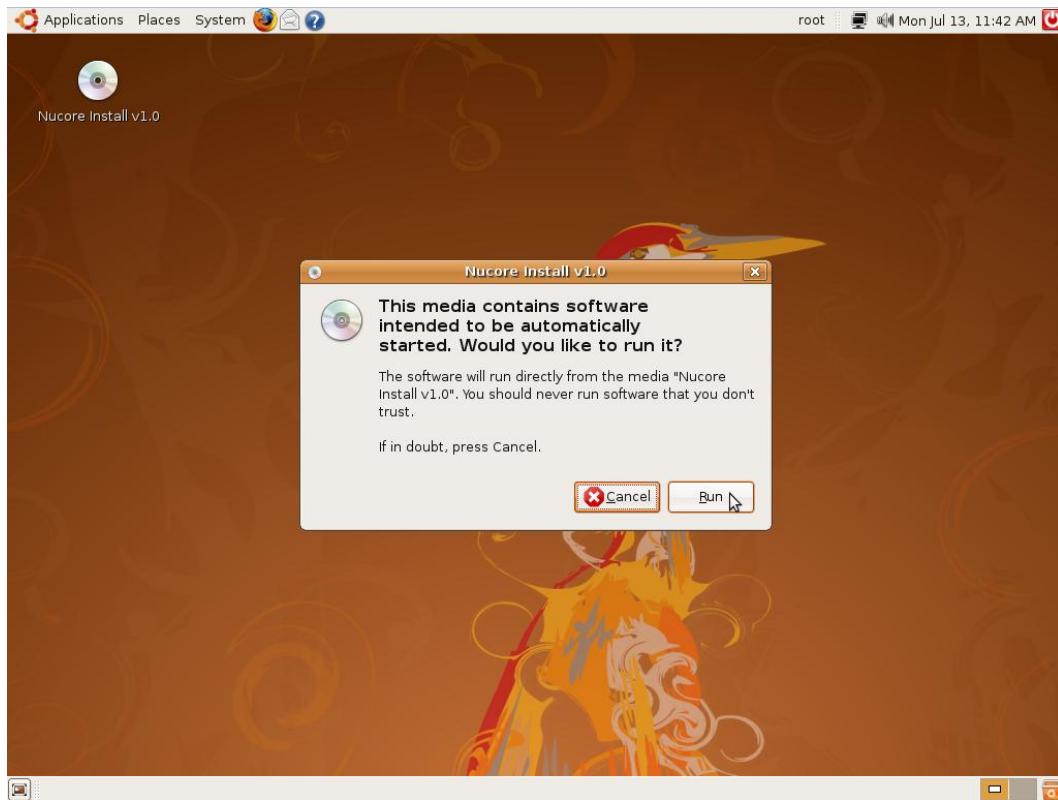 Applications Places System root Mon Jul 13, 11:42 AM
Nucore Install v1.0
Nucore Install v1.0
This media contains software
intended to be automatically
started. Would you like to run it?
The software will run directly from the media "Nucore
Install v1.0". You should never run software that you don't
trust.
If in doubt, press Cancel.
Cancel Run